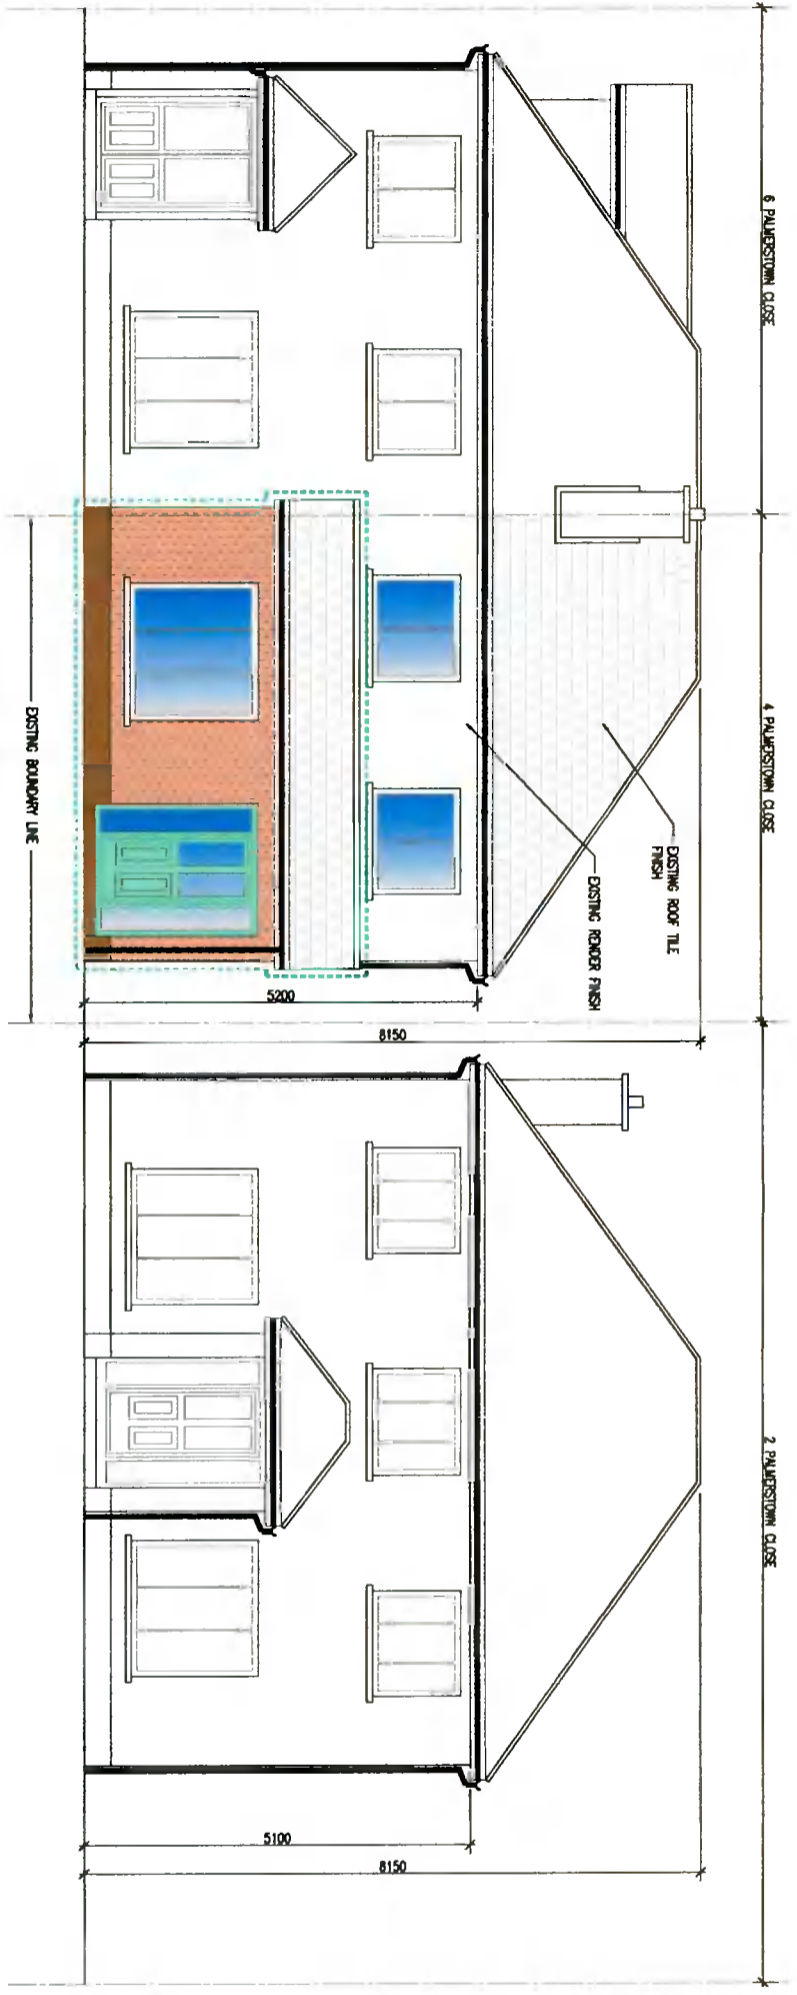 6 PALMERSTOWN CLOSE
4 PALMERSTOWN CLOSE
2 PALMERSTOWN CLOSE
EXISTING ROOF TILE
FINISH
EXISTING RENDER FINISH
5200
8150
EXISTING BOUNDARY LINE
5100
8150